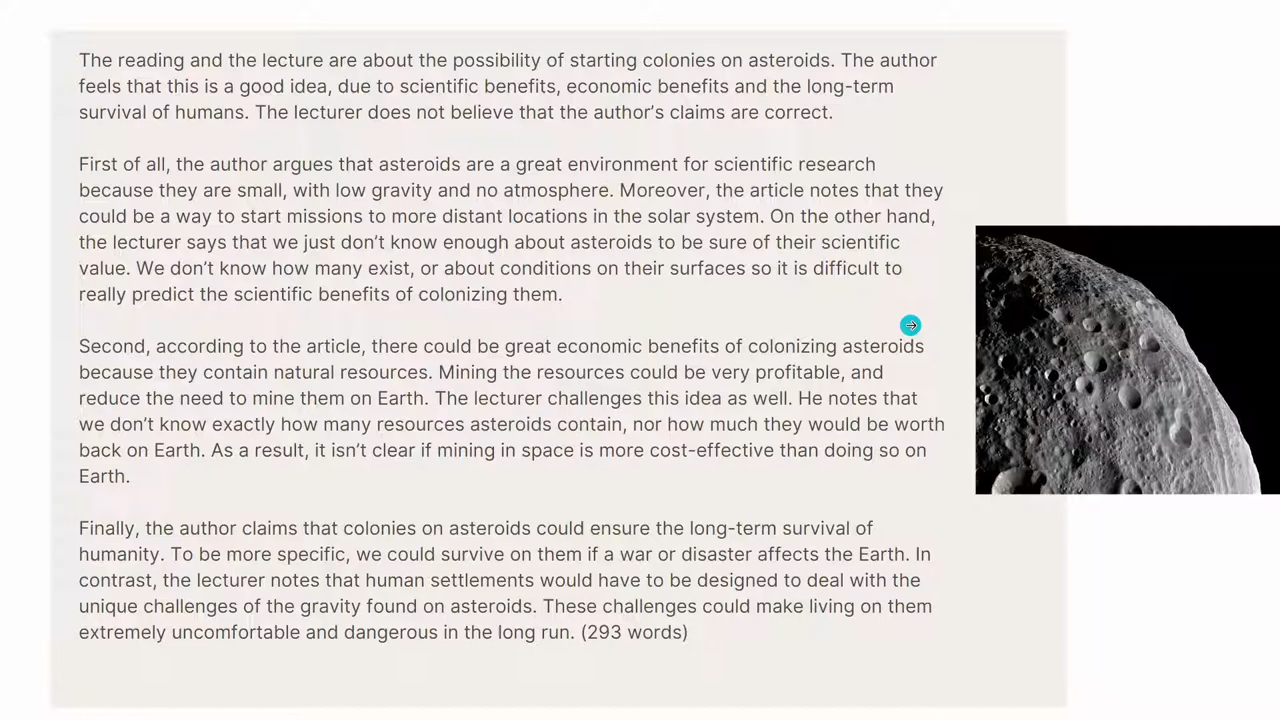 The reading and the lecture are about the possibility of starting colonies on asteroids. The author
feels that this is a good idea, due to scientific benefits, economic benefits and the long-term
survival of humans. The lecturer does not believe that the author's claims are correct.
First of all, the author argues that asteroids are a great environment for scientific research
because they are small, with low gravity and no atmosphere. Moreover, the article notes that they
could be a way to start missions to more distant locations in the solar system. On the other hand,
the lecturer says that we just don't know enough about asteroids to be sure of their scientific
value. We don't know how many exist, or about conditions on their surfaces so it is difficult to
really predict the scientific benefits of colonizing them.
Second, according to the article, there could be great economic benefits of colonizing asteroids
because they contain natural resources. Mining the resources could be very profitable, and
reduce the need to mine them on Earth. The lecturer challenges this idea as well. He notes that
we don't know exactly how many resources asteroids contain, nor how much they would be worth
back on Earth. As a result, it isn't clear if mining in space is more cost-effective than doing so on
Earth.
Finally, the author claims that colonies on asteroids could ensure the long-term survival of
humanity. To be more specific, we could survive on them if a war or disaster affects the Earth. In
contrast, the lecturer notes that human settlements would have to be designed to deal with the
unique challenges of the gravity found on asteroids. These challenges could make living on them
extremely uncomfortable and dangerous in the long run. (293 words)